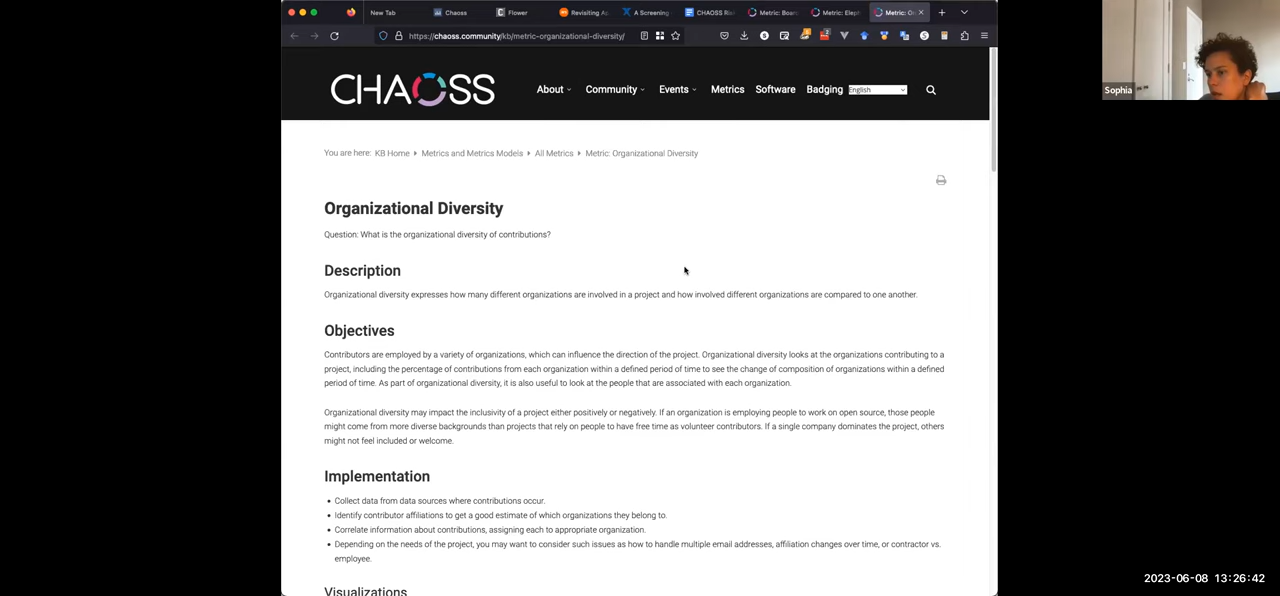 New Tab
Chaoss
Flower
Revisiting Ap
A Screening
CHAOSS Ris
Metric: Boar
Metric: Elep
Metric: O
https://chaoss.community/kb/metric-organizational-diversity/
CHAOSS
About
Community
Events
Metrics
Software
Badging
English
Sophia
You are here: KB Home
Metrics and Metrics Models
All Metrics
Metric: Organizational Diversity
Organizational Diversity
Question: What is the organizational diversity of contributions?
Description
Organizational diversity expresses how many different organizations are involved in a project and how involved different organizations are compared to one another.
Objectives
Contributors are employed by a variety of organizations, which can influence the direction of the project. Organizational diversity looks at the organizations contributing to a
project, including the percentage of contributions from each organization within a defined period of time to see the change of composition of organizations within a defined
period of time. As part of organizational diversity, it is also useful to look at the people that are associated with each organization.
Organizational diversity may impact the inclusivity of a project either positively or negatively. If an organization is employing people to work on open source, those people
might come from more diverse backgrounds than projects that rely on people to have free time as volunteer contributors. If a single company dominates the project, others
might not feel included or welcome.
Implementation
• Collect data from data sources where contributions occur.
• Identify contributor affiliations to get a good estimate of which organizations they belong to.
• Correlate information about contributions, assigning each to appropriate organization.
• Depending on the needs of the project, you may want to consider such issues as how to handle multiple email addresses, affiliation changes over time, or contractor vs.
employee.
Visualizations
2023-06-08 13:26:42